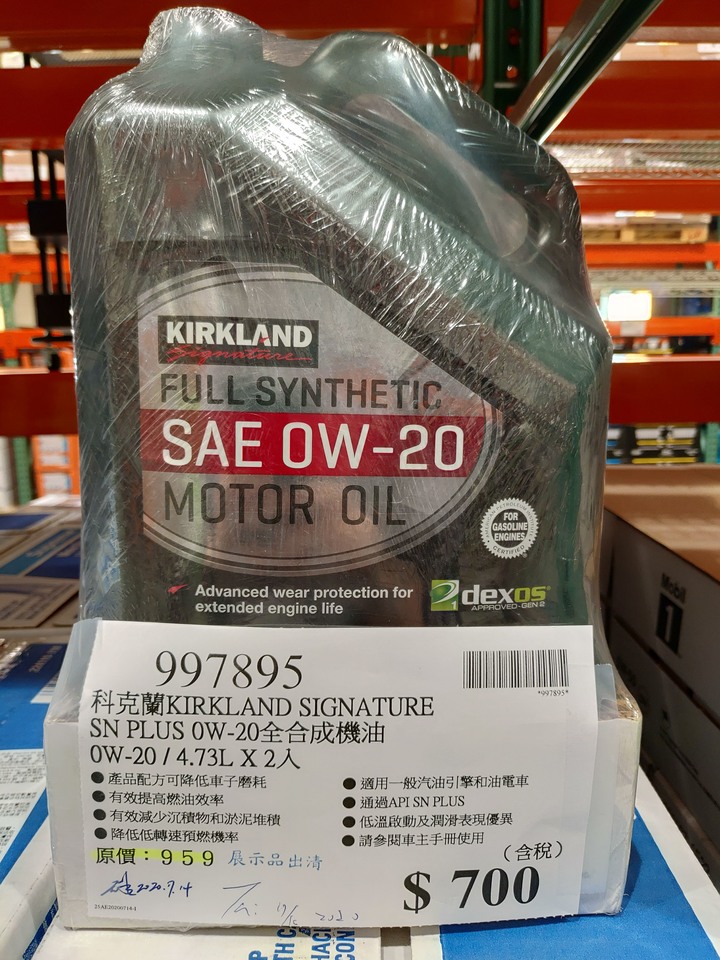 KIRKLAND
Signature
FULL SYNTHETIC
SAE 0W-20
MOTOR OIL
FOR
GASOLINE
ENGINES
CERTIFIED
Advanced wear protection for
extended engine life
dexos 1
APPROVED-GEN 2
Mobil
1
997895
*997895*
科克蘭KIRKLAND SIGNATURE
SN PLUS 0W-20全合成機油
0W-20 / 4.73L X 2入
●產品配方可降低車子磨耗
●有效提高燃油效率
●有效減少沉積物和淤泥堆積
●降低低轉速預燃機率
●適用一般汽油引擎和油電車
●通過API SN PLUS
●低溫啟動及潤滑表現優異
●請參閱車主手冊使用
原價：959 展示品出清
(含稅)
$ 700
2020.7.14